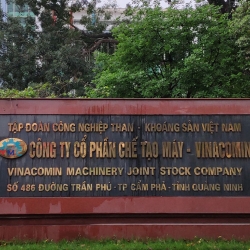 TẬP ĐOÀN CÔNG NGHIỆP THAN - KHOÁNG SẢN VIỆT NAM
CÔNG TY CỔ PHẦN CHẾ TẠO MÁY - VINACOMIN
VINACOMIN MACHINERY JOINT STOCK COMPANY
SỐ 486 ĐƯỜNG TRẦN PHÚ - TP CẨM PHẢ - TỈNH QUẢNG NINH